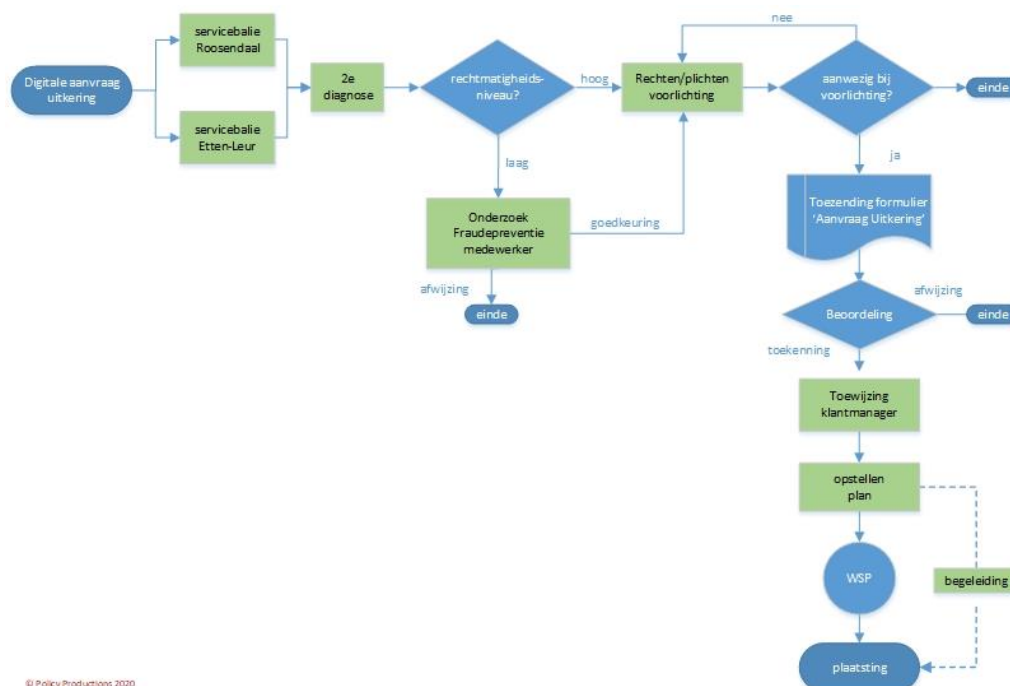 nee
servicebalie
Roosendaal
Digitale aanvraag
uitkering
servicebalie
Etten-Leur
2e
diagnose
rechtmatigheids-
niveau?
hoog
Rechten/plichten
voorlichting
aanwezig bij
voorlichting?
einde
laag
ja
Onderzoek
Fraudepreventie
medewerker
goedkeuring
Toezending formulier
'Aanvraag Uitkering'
afwijzing
einde
Beoordeling
afwijzing
einde
toekenning
Toewijzing
klantmanager
opstellen
plan
WSP
begeleiding
plaatsting
© Policy Productions 2020